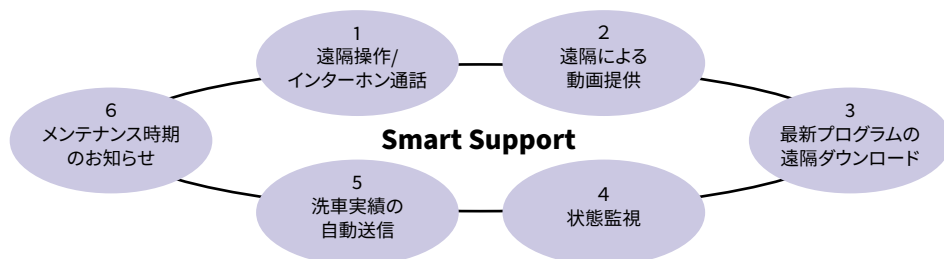 1
遠隔操作/
インターホン通話
2
遠隔による
動画提供
3
最新プログラムの
遠隔ダウンロード
4
状態監視
5
洗車実績の
自動送信
6
メンテナンス時期
のお知らせ
Smart Support